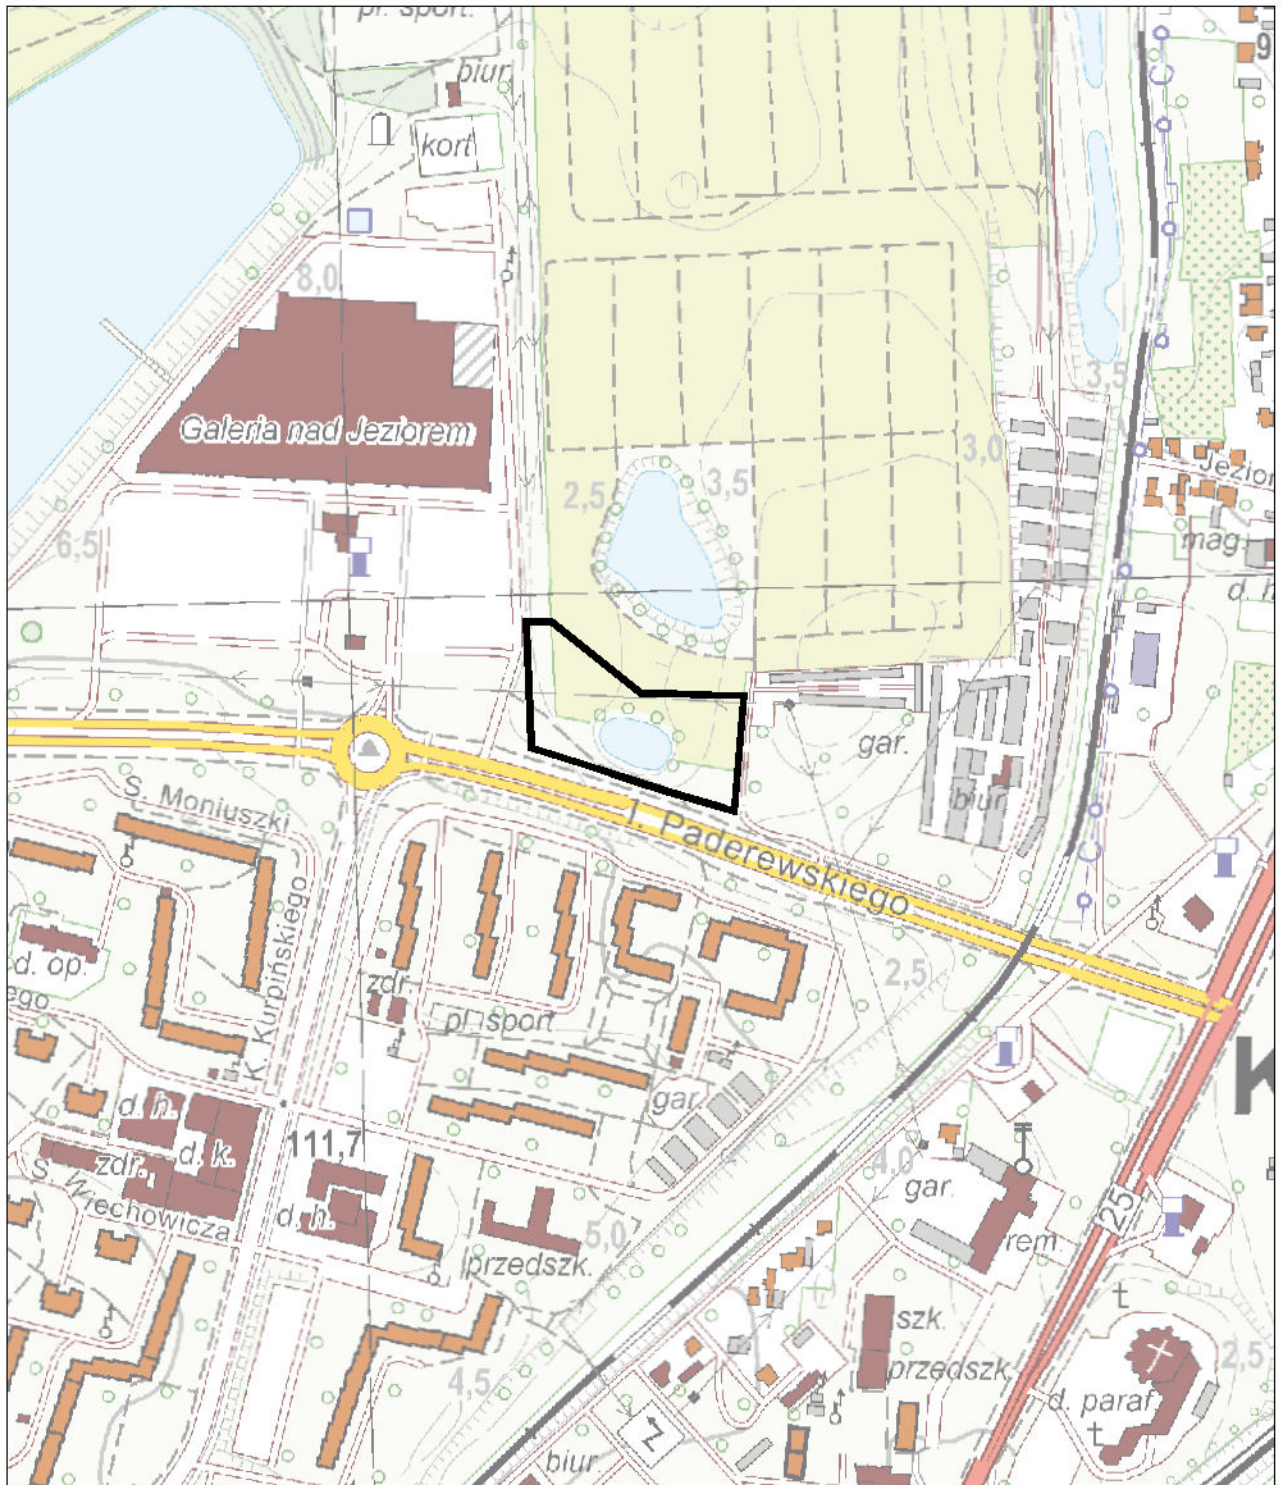 pl. sport.
biur.
9
kort
8,0
3,5
Galeria nad Jeziorem
3,0
Jezior
2,5
3,5
6,5
mag.
d. h
gar.
biur.
S. Moniuszki
I. Paderewskiego
K. Kurpińskiego
d. op.
ego
zdr.
2,5
pl. sport
K
gar.
d. h.
d. k.
111,7
zdr.
4,0
gar.
S. Wiechowicza
d. h.
25
rem.
5,0
przedszk.
t
szk.
przedszk.
2,5
4,5
d. paraf.
t
Z
biur.